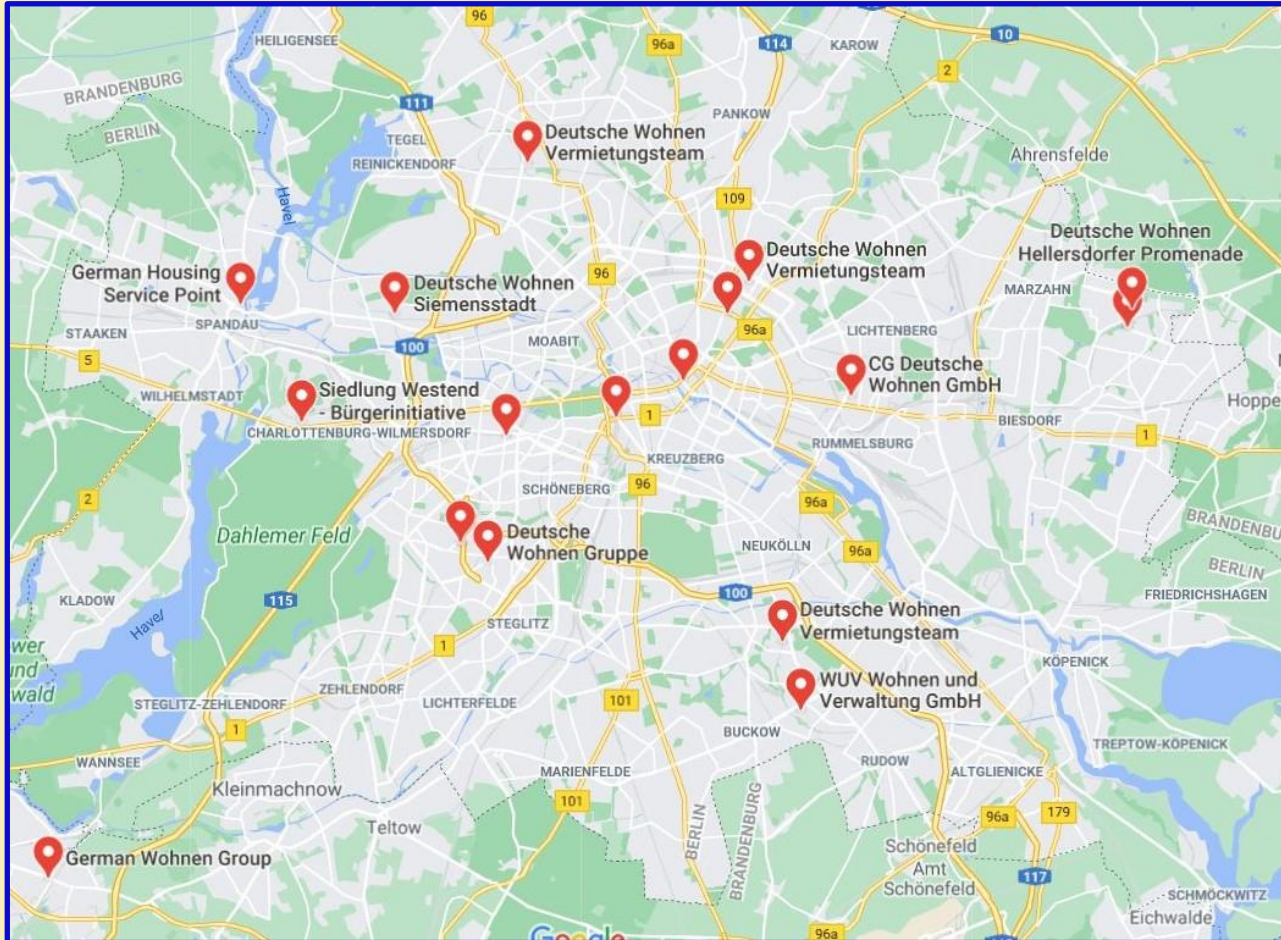 96
96a
114
KAROW
10
HEILIGENSEE
2
BRANDENBURG
111
BERLIN
PANKOW
TEGEL
REINICKENDORF
Deutsche Wohnen
Vermietungsteam
Ahrensfelde
109
Havel
Deutsche Wohnen
Hellersdorfer Promenade
Deutsche Wohnen
Vermietungsteam
German Housing
Service Point
96
Deutsche Wohnen
Siemensstadt
MARZAHN
SPANDAU
STAAKEN
96a
LICHTENBERG
MOABIT
100
5
CG Deutsche
Wohnen GmbH
WILHELMSTADT
Siedlung Westend
- Bürgerinitiative
1
Hoppe
BIESDORF
CHARLOTTENBURG-WILMERSDORF
1
RUMMELSBURG
KREUZBERG
SCHÖNEBERG
96
2
96a
BRANDENBU
Dahlemer Feld
Deutsche
Wohnen Gruppe
NEUKÖLLN
96a
BERLIN
100
FRIEDRICHSHAGEN
KLADOW
115
Havel
Deutsche Wohnen
Vermietungsteam
STEGLITZ
1
wer
und
wald
KÖPENICK
ZEHLENDORF
WUV Wohnen und
Verwaltung GmbH
LICHTERFELDE
101
STEGLITZ-ZEHLENDORF
1
BUCKOW
TREPTOW-KÖPENICK
WANNSEE
RUDOW
MARIENFELDE
ALTGLIENICKE
Kleinmachnow
101
179
96a
Teltow
BERLIN
BRANDENBURG
German Wohnen Group
Schönefeld
Amt
Schönefeld
117
SCHMÖCKWITZ
Eichwalde
Google
96a